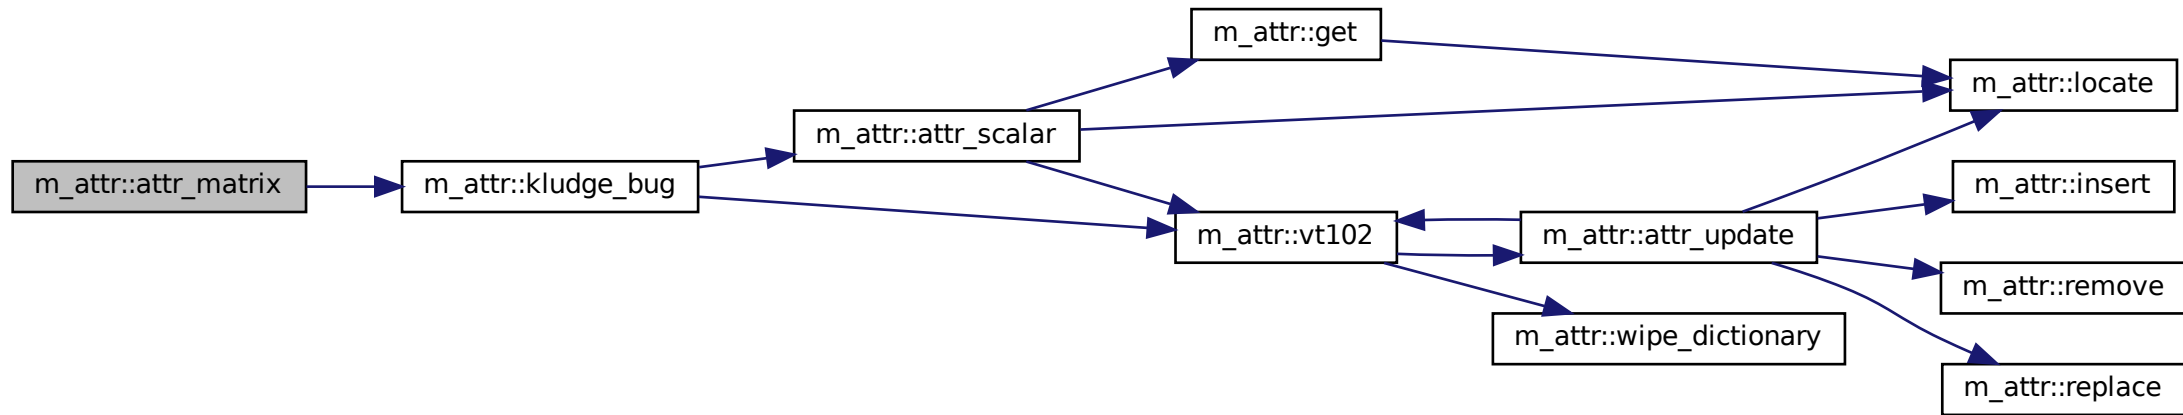 m_attr::attr_matrix
m_attr::kludge_bug
m_attr::attr_scalar
m_attr::get
m_attr::locate
m_attr::vt102
m_attr::attr_update
m_attr::insert
m_attr::remove
m_attr::replace
m_attr::wipe_dictionary